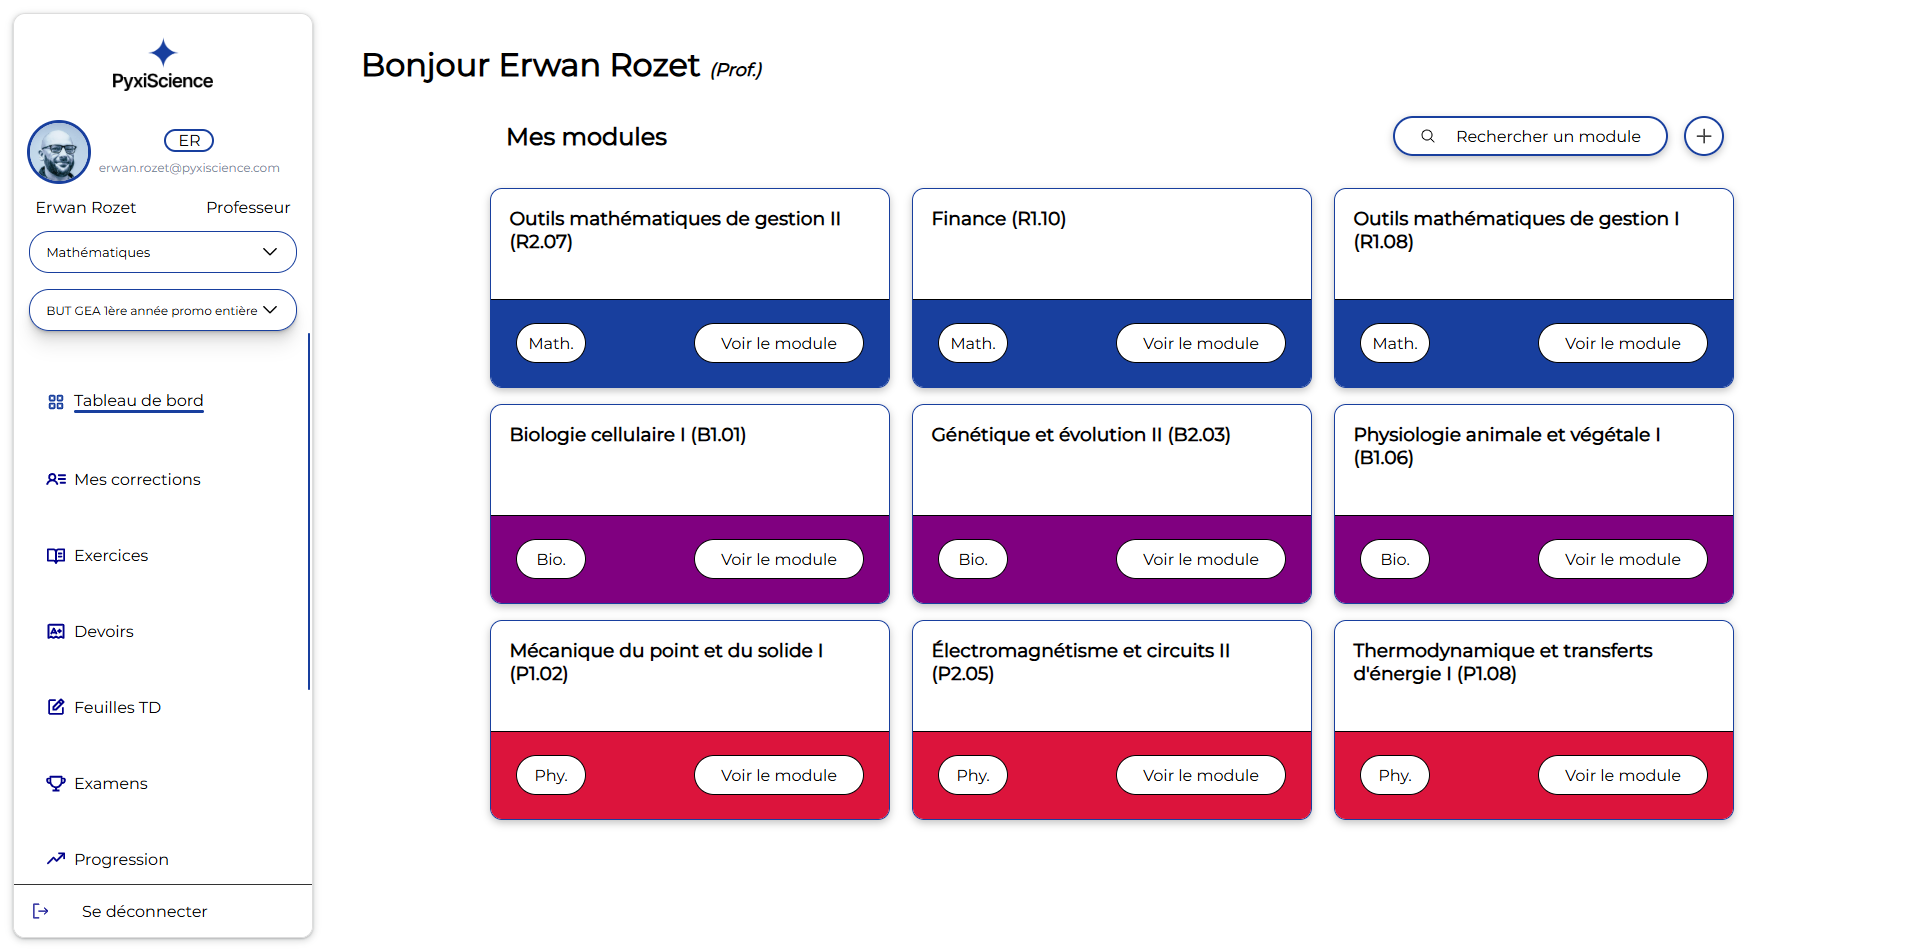 PyxiScience
ER
erwan.rozet@pyxiscience.com
Erwan Rozet
Professeur
Mathématiques
BUT GEA 1ère année promo entière
Tableau de bord
Mes corrections
Exercices
Devoirs
Feuilles TD
Examens
Progression
Se déconnecter
Bonjour Erwan Rozet (Prof.)
Mes modules
Rechercher un module
Outils mathématiques de gestion II
(R2.07)
Math.
Voir le module
Finance (R1.10)
Math.
Voir le module
Outils mathématiques de gestion I
(R1.08)
Math.
Voir le module
Biologie cellulaire I (B1.01)
Bio.
Voir le module
Génétique et évolution II (B2.03)
Bio.
Voir le module
Physiologie animale et végétale I
(B1.06)
Bio.
Voir le module
Mécanique du point et du solide I
(P1.02)
Phy.
Voir le module
Électromagnétisme et circuits II
(P2.05)
Phy.
Voir le module
Thermodynamique et transferts
d'énergie I (P1.08)
Phy.
Voir le module